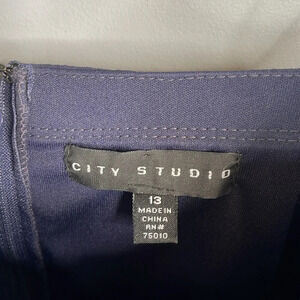 CITY STUDIO
13
MADE IN
CHINA
RN#
75010